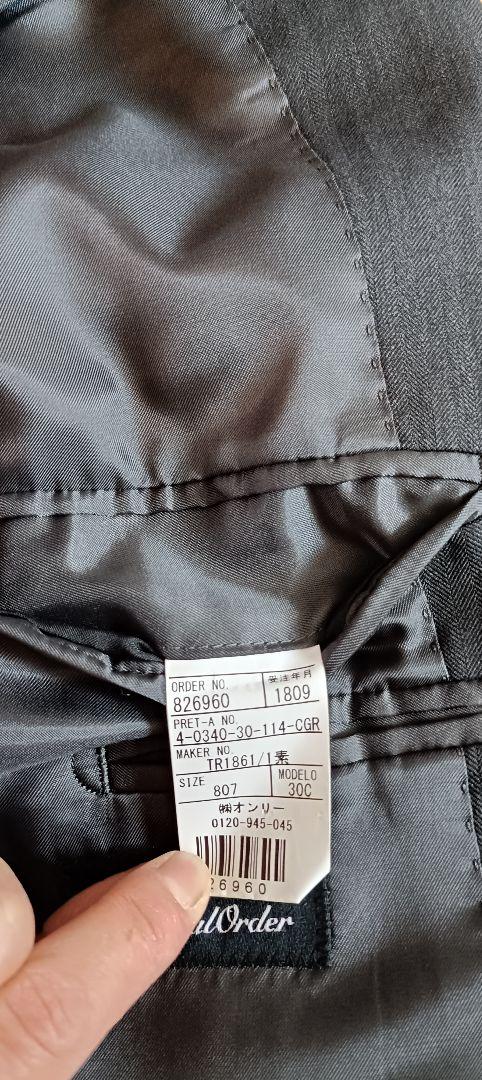 ORDER NO. 受注年月
826960 1809
PRET-A NO.
4-0340-30-114-CGR
MAKER NO.
TR1861/1素
SIZE MODELO
807 30C
㈱オンリー
0120-945-045
26960
Order